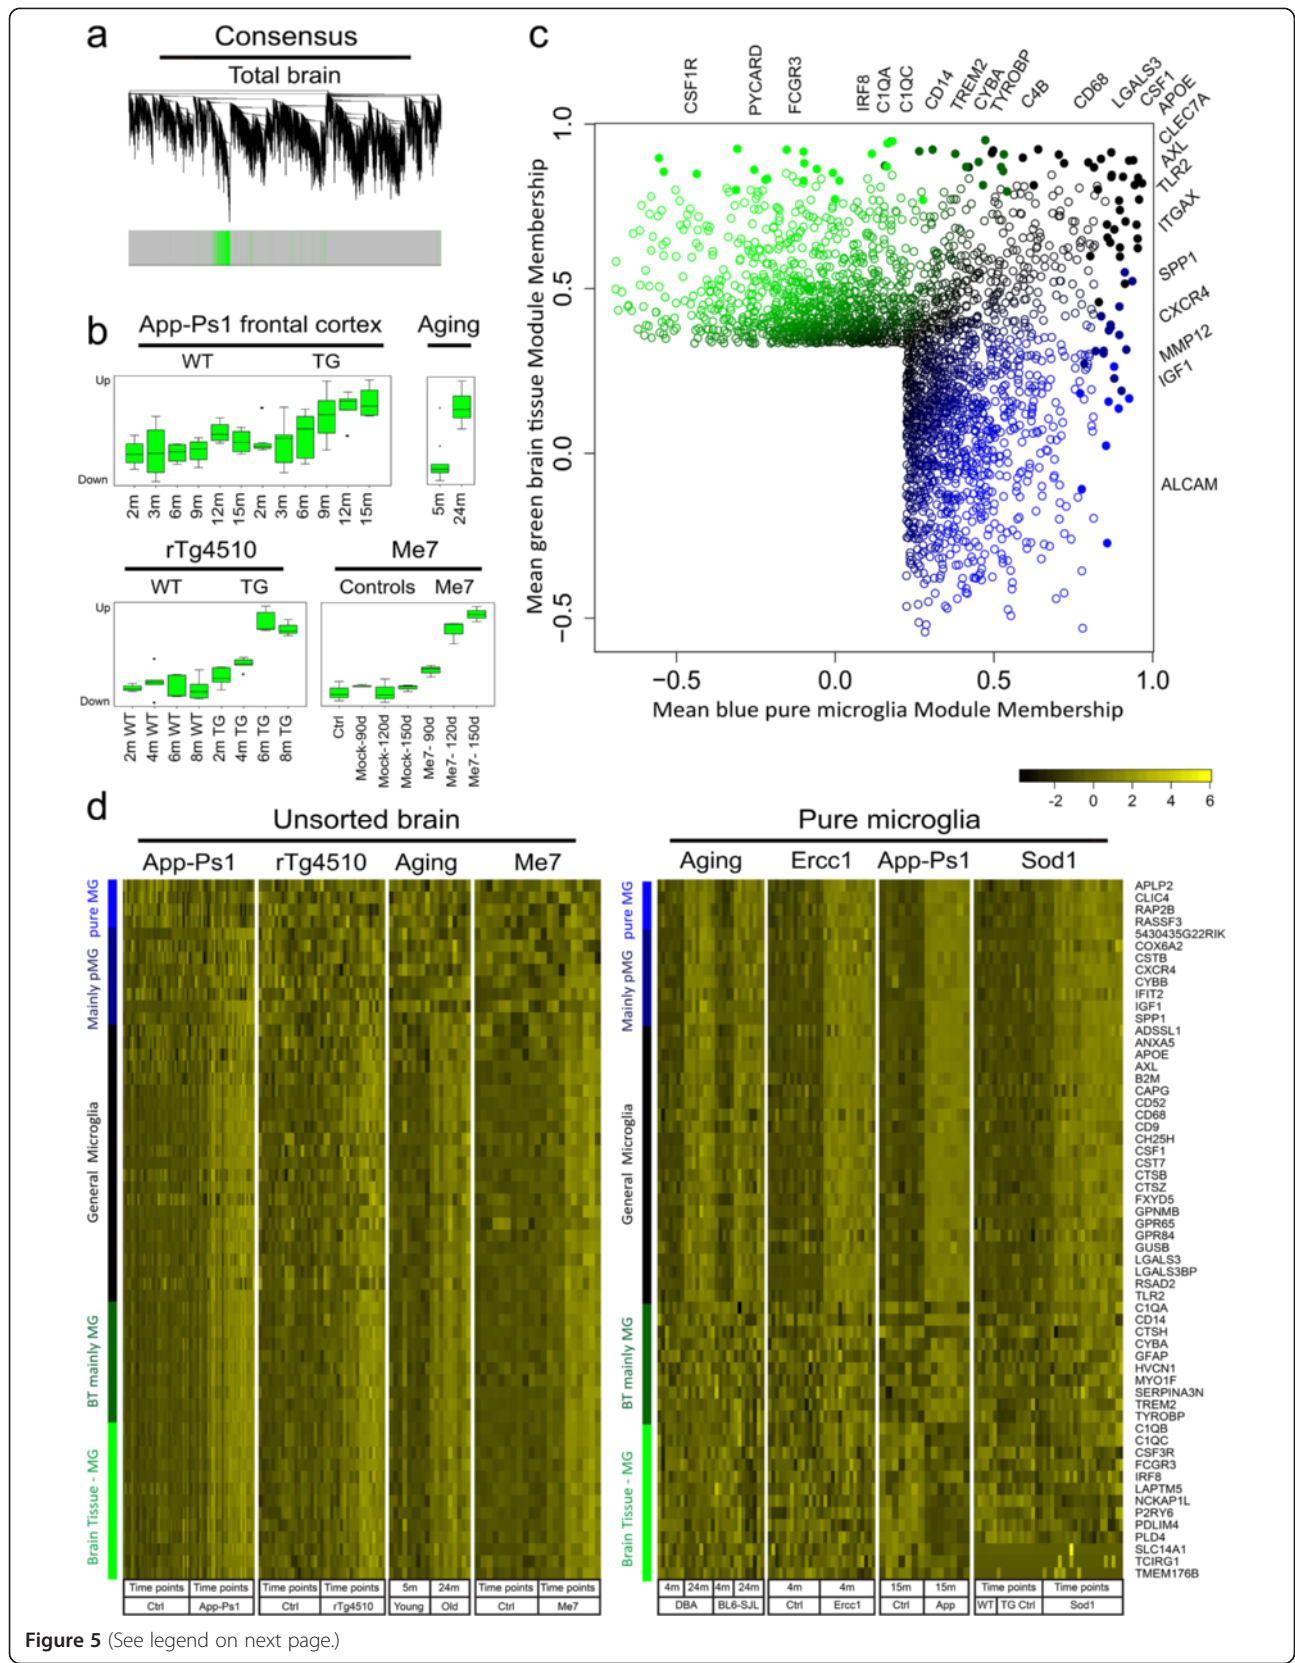 a
Consensus
Total brain
b
App-Ps1 frontal cortex
Aging
WT
TG
Up
Down
2m
3m
6m
9m
12m
15m
2m
3m
6m
9m
12m
15m
5m
24m
rTg4510
Me7
WT
TG
Controls
Me7
Up
Down
2m WT
4m WT
6m WT
8m WT
2m TG
4m TG
6m TG
8m TG
Ctrl
Mock-90d
Mock-120d
Mock-150d
Me7- 90d
Me7- 120d
Me7- 150d
c
CSF1R
PYCARD
FCGR3
IRF8
C1QA
C1QC
CD14
TREM2
CYBA
TYROBP
C4B
CD68
LGALS3
CSF1
APOE
CLEC7A
AXL
TLR2
ITGAX
SPP1
CXCR4
MMP12
IGF1
ALCAM
Mean green brain tissue Module Membership
1.0
0.5
0.0
−0.5
−0.5
0.0
0.5
1.0
Mean blue pure microglia Module Membership
-2
0
2
4
6
d
Unsorted brain
Pure microglia
App-Ps1
rTg4510
Aging
Me7
Aging
Ercc1
App-Ps1
Sod1
pure MG
Mainly pMG
General Microglia
BT mainly MG
Brain Tissue - MG
pure MG
Mainly pMG
General Microglia
BT mainly MG
Brain Tissue - MG
APLP2
CLIC4
RAP2B
RASSF3
5430435G22RIK
COX6A2
CSTB
CXCR4
CYBB
IFIT2
IGF1
SPP1
ADSSL1
ANXA5
APOE
AXL
B2M
CAPG
CD52
CD68
CD9
CH25H
CSF1
CST7
CTSB
CTSZ
FXYD5
GPNMB
GPR65
GPR84
GUSB
LGALS3
LGALS3BP
RSAD2
TLR2
C1QA
CD14
CTSH
CYBA
GFAP
HVCN1
MYO1F
SERPINA3N
TREM2
TYROBP
C1QB
C1QC
CSF3R
FCGR3
IRF8
LAPTM5
NCKAP1L
P2RY6
PDLIM4
PLD4
SLC14A1
TCIRG1
TMEM176B
Time points Time points Time points Time points 5m 24m Time points Time points 4m 24m 4m 24m 4m 4m 15m 15m Time points Time points
Ctrl App-Ps1 Ctrl rTg4510 Young Old Ctrl Me7 DBA BL6-SJL Ctrl Ercc1 Ctrl App WT TG Ctrl Sod1
Figure 5 (See legend on next page.)